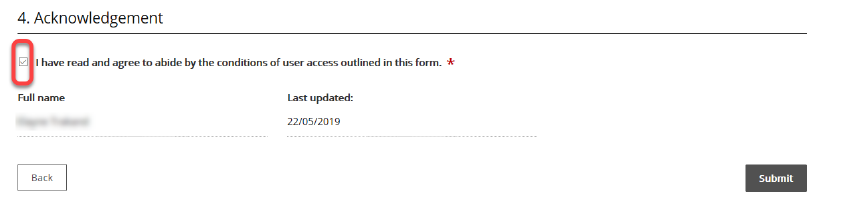 4. Acknowledgement
I have read and agree to abide by the conditions of user access outlined in this form. *
Full name
Last updated:
22/05/2019
Back
Submit